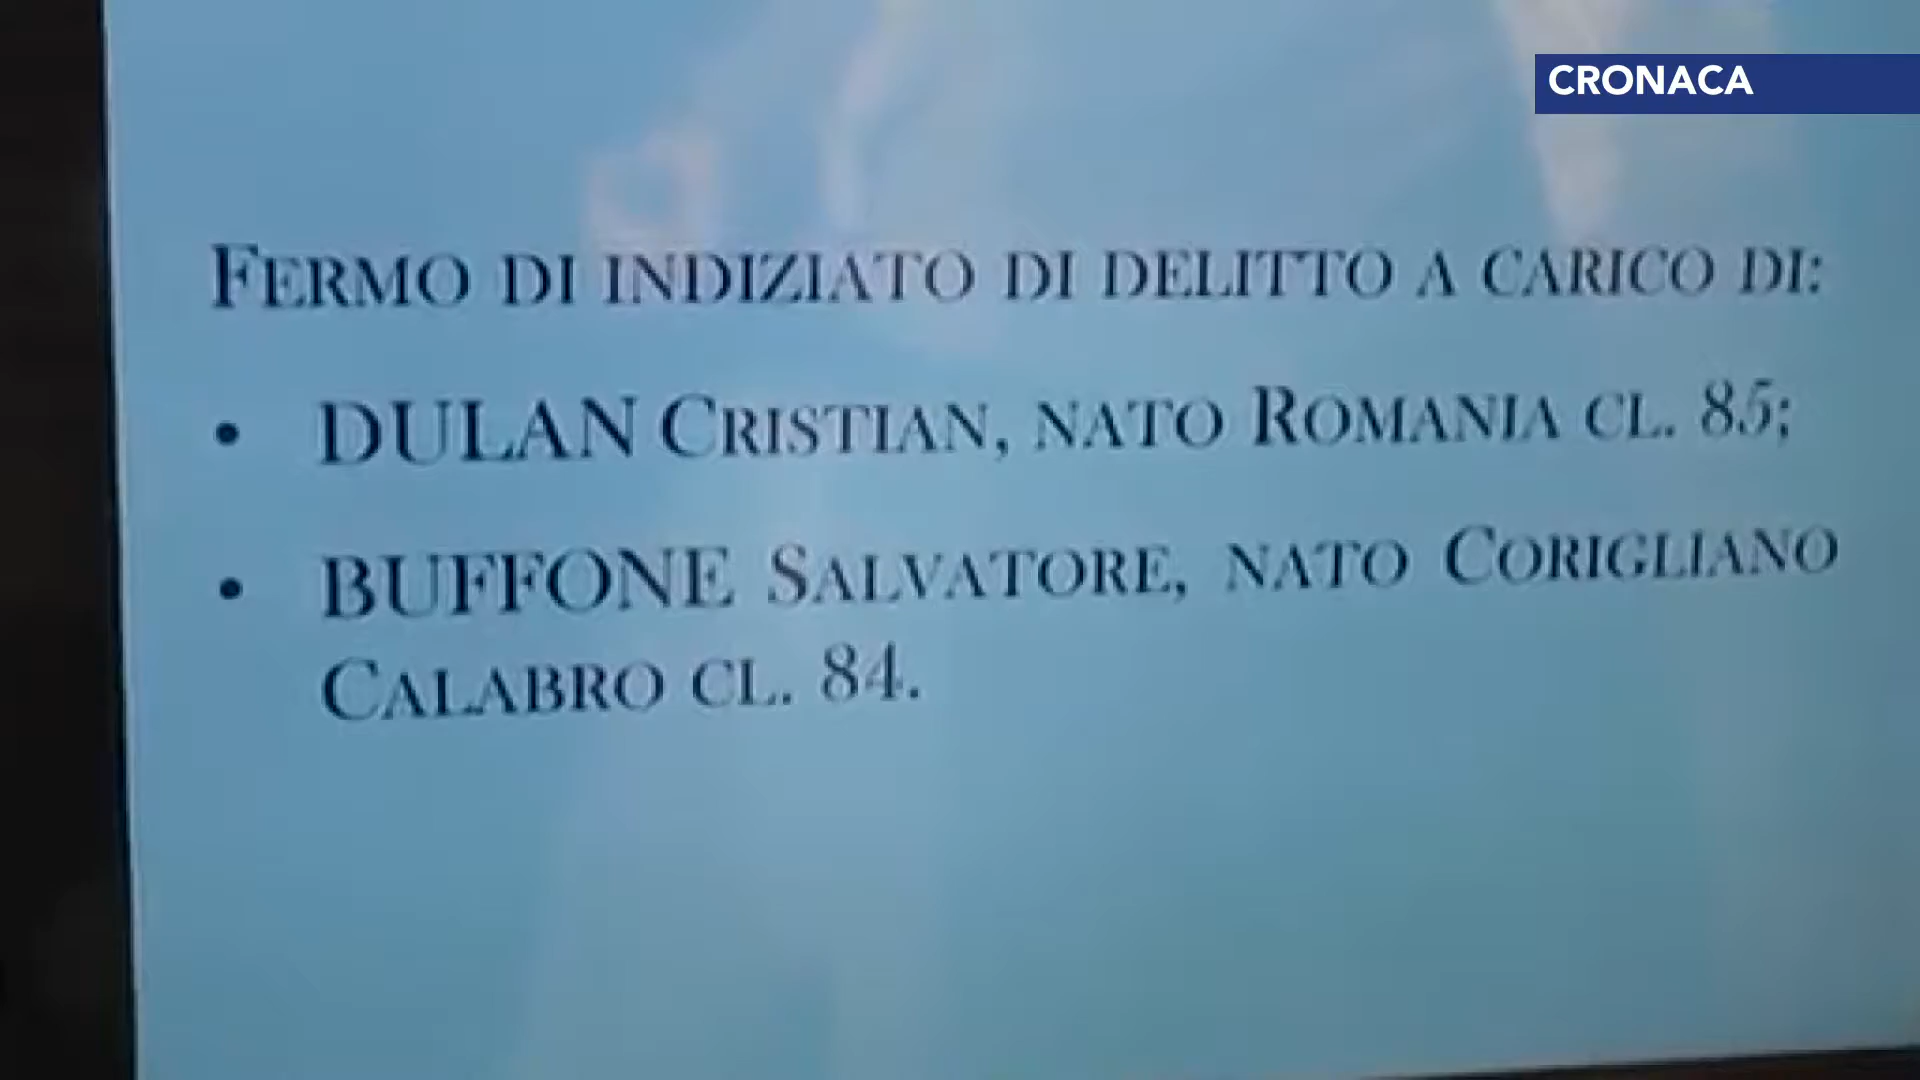 CRONACA
FERMO DI INDIZIATO DI DELITTO A CARICO DI:
• DULAN CRISTIAN, NATO ROMANIA CL. 85;
• BUFFONE SALVATORE, NATO CORIGLIANO
CALABRO CL. 84.